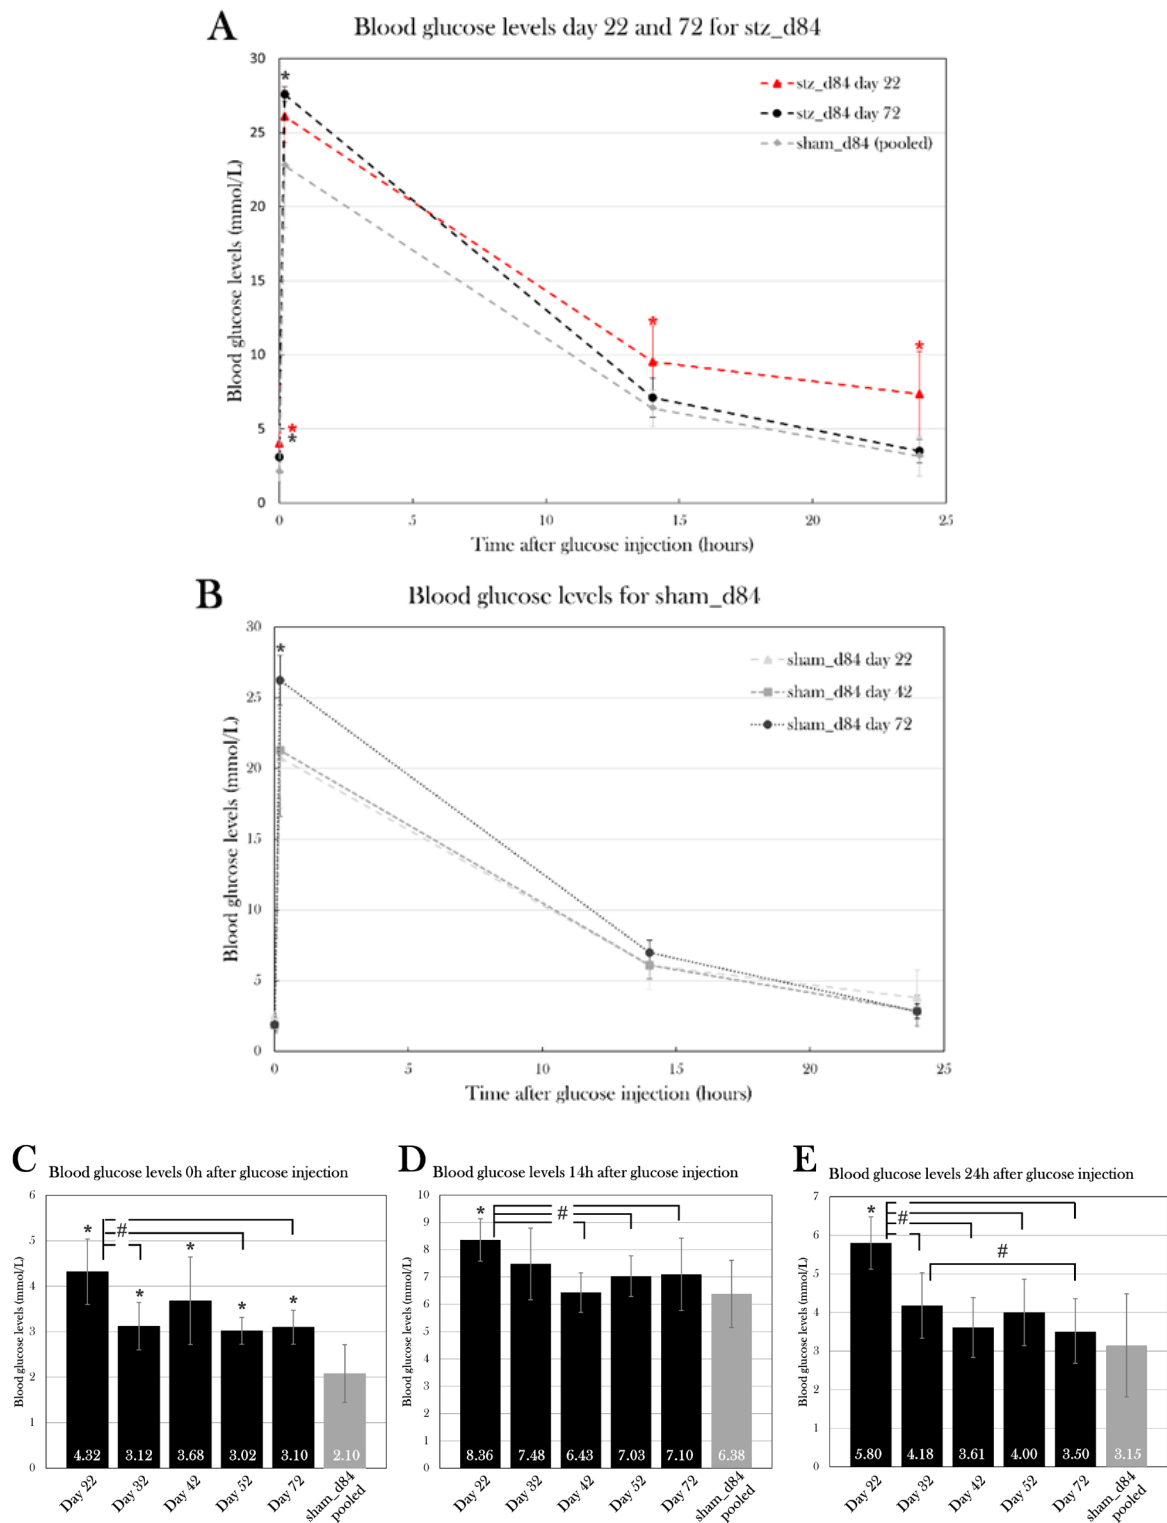 A
Blood glucose levels day 22 and 72 for stz_d84
30
25
20
15
10
5
0
Blood glucose levels (mmol/L)
*
*
*
*
*
stz_d84 day 22
stz_d84 day 72
sham_d84 (pooled)
0 5 10 15 20 25
Time after glucose injection (hours)
B
Blood glucose levels for sham_d84
30
25
20
15
10
5
0
Blood glucose levels (mmol/L)
*
sham_d84 day 22
sham_d84 day 42
sham_d84 day 72
0 5 10 15 20 25
Time after glucose injection (hours)
C
Blood glucose levels 0h after glucose injection
6
5
4
3
2
1
0
Blood glucose levels (mmol/L)
#
* * * * *
4.32 3.12 3.68 3.02 3.10 2.10
Day 22 Day 32 Day 42 Day 52 Day 72 sham_d84
pooled
D
Blood glucose levels 14h after glucose injection
10
9
8
7
6
5
4
3
2
1
0
Blood glucose levels (mmol/L)
* #
8.36 7.48 6.43 7.03 7.10 6.38
Day 22 Day 32 Day 42 Day 52 Day 72 sham_d84
pooled
E
Blood glucose levels 24h after glucose injection
7
6
5
4
3
2
1
0
Blood glucose levels (mmol/L)
* #
#
5.80 4.18 3.61 4.00 3.50 3.15
Day 22 Day 32 Day 42 Day 52 Day 72 sham_d84
pooled